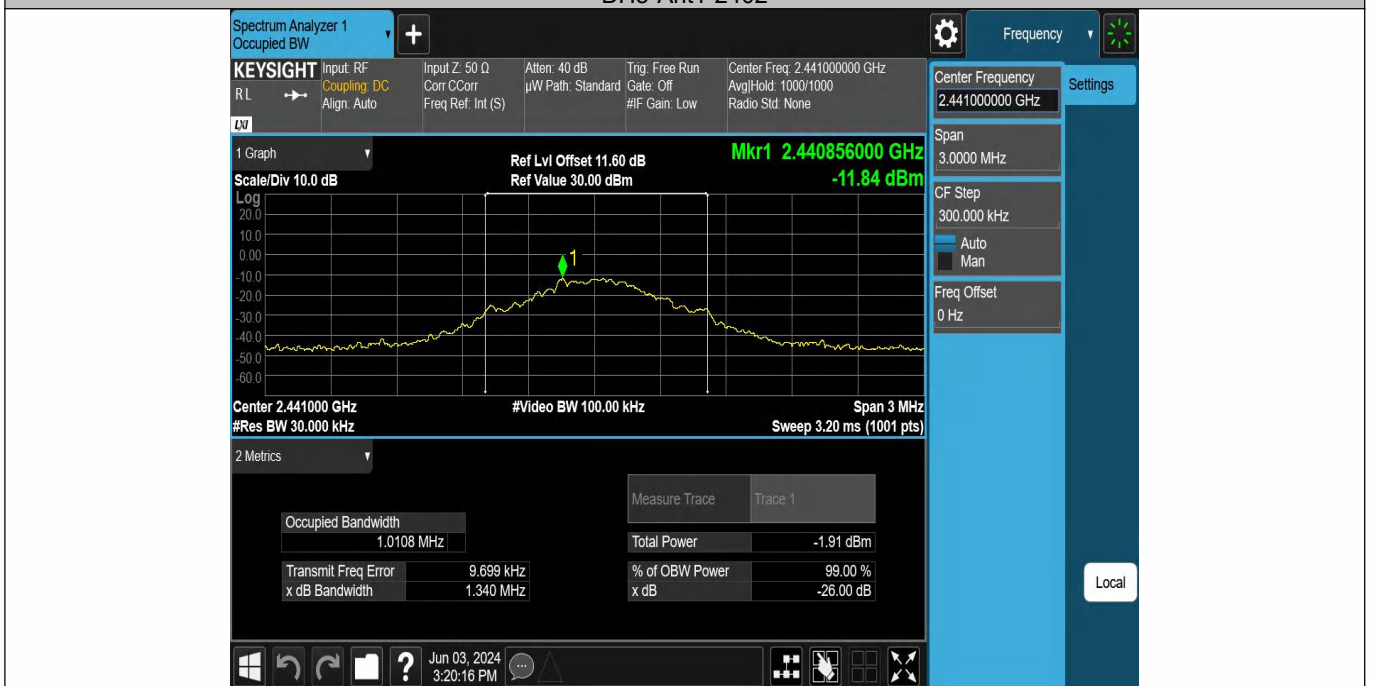 Spectrum Analyzer 1
Occupied BW
Frequency
KEYSIGHT
RL
LXI
Input: RF
Coupling: DC
Align: Auto
Input Z: 50 Ω
Corr CCorr
Freq Ref: Int (S)
Atten: 40 dB
µW Path: Standard
Trig: Free Run
Gate: Off
#IF Gain: Low
Center Freq: 2.441000000 GHz
Avg|Hold: 1000/1000
Radio Std: None
Center Frequency
2.441000000 GHz
Settings
Span
3.0000 MHz
CF Step
300.000 kHz
Auto
Man
Freq Offset
0 Hz
Local
1 Graph
Scale/Div 10.0 dB
Ref Lvl Offset 11.60 dB
Ref Value 30.00 dBm
Mkr1 2.440856000 GHz
-11.84 dBm
Log
20.0
10.0
0.00
-10.0
-20.0
-30.0
-40.0
-50.0
-60.0
1
Center 2.441000 GHz
#Video BW 100.00 kHz
Span 3 MHz
#Res BW 30.000 kHz
Sweep 3.20 ms (1001 pts)
2 Metrics
Measure Trace Trace 1
Occupied Bandwidth
1.0108 MHz
Total Power -1.91 dBm
Transmit Freq Error 9.699 kHz
% of OBW Power 99.00 %
x dB Bandwidth 1.340 MHz
x dB -26.00 dB
?
Jun 03, 2024
3:20:16 PM